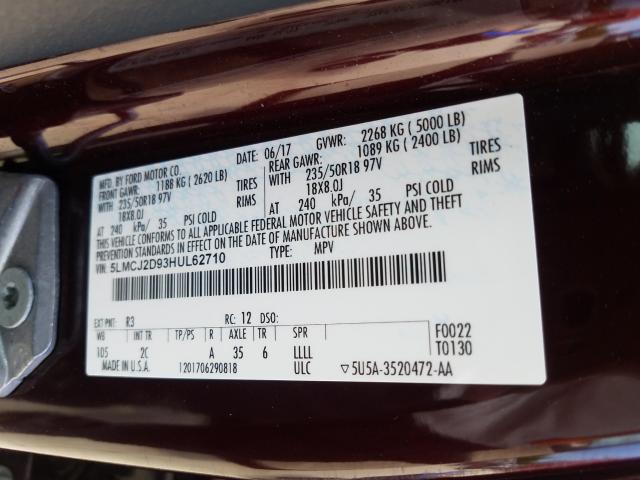 MFD. BY FORD MOTOR CO. DATE: 06/17 GVWR: 2268 KG ( 5000 LB)
FRONT GAWR: 1188 KG ( 2620 LB) REAR GAWR: 1089 KG ( 2400 LB)
WITH 235/50R18 97V TIRES WITH 235/50R18 97V TIRES
18X8.0J RIMS 18X8.0J RIMS
AT 240 kPa/ 35 PSI COLD AT 240 kPa/ 35 PSI COLD
THIS VEHICLE CONFORMS TO ALL APPLICABLE FEDERAL MOTOR VEHICLE SAFETY AND THEFT
PREVENTION STANDARDS IN EFFECT ON THE DATE OF MANUFACTURE SHOWN ABOVE.
VIN: 5LMCJ2D93HUL62710 TYPE: MPV
EXT PNT: R3 RC: 12 DSO:
WB INT TR TP/PS R AXLE TR SPR F0022
105 2C A 35 6 LLLL T0130
MADE IN U.S.A. 1201706290818 ULC ▽5U5A-3520472-AA